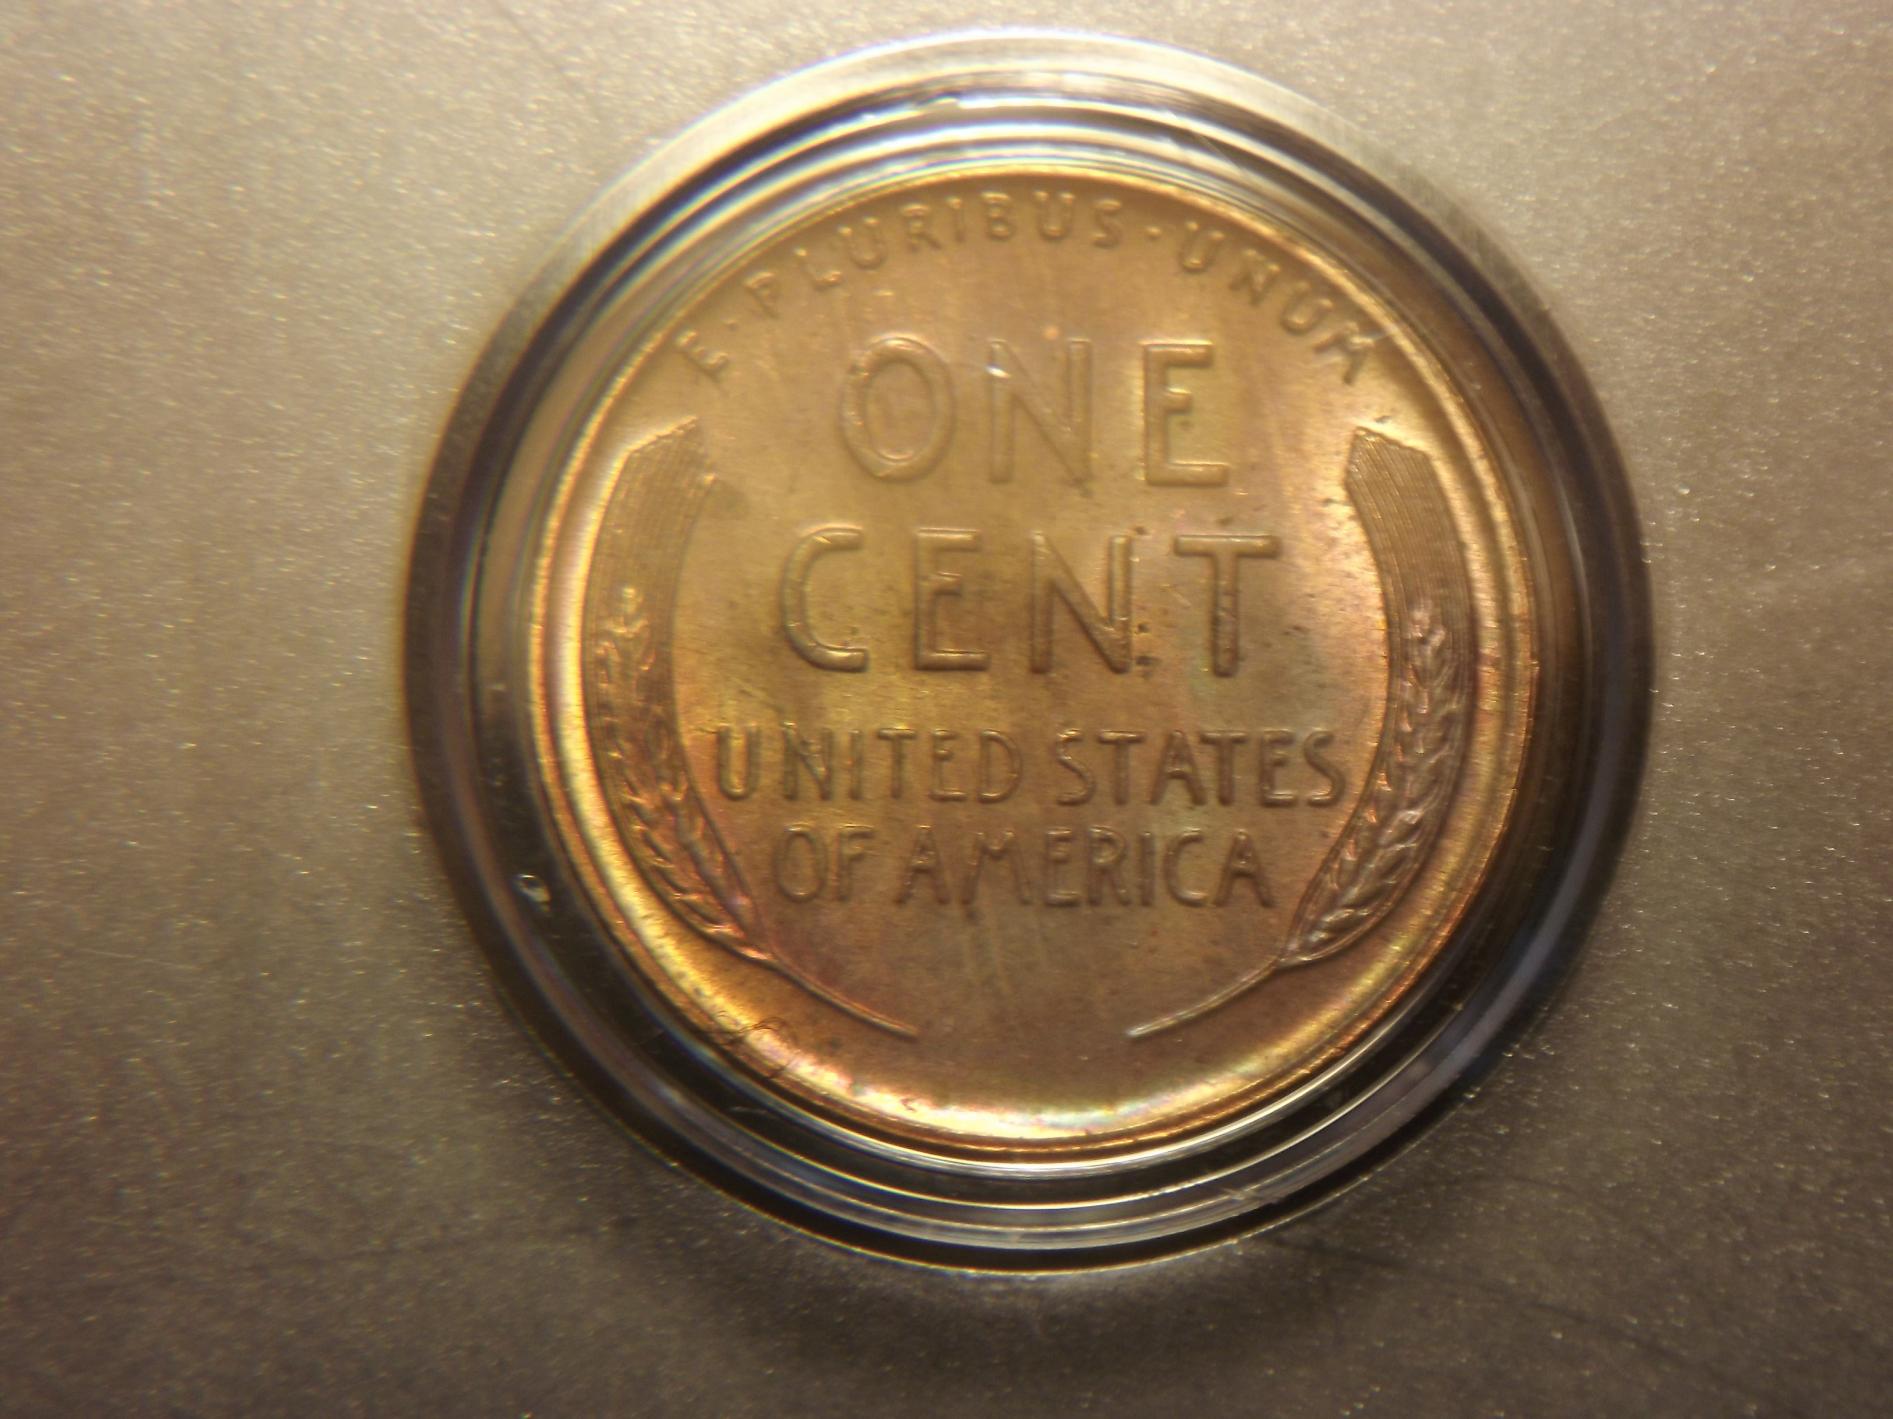 E·PLURIBUS·UNUM
ONE
CENT
UNITED STATES
OF AMERICA